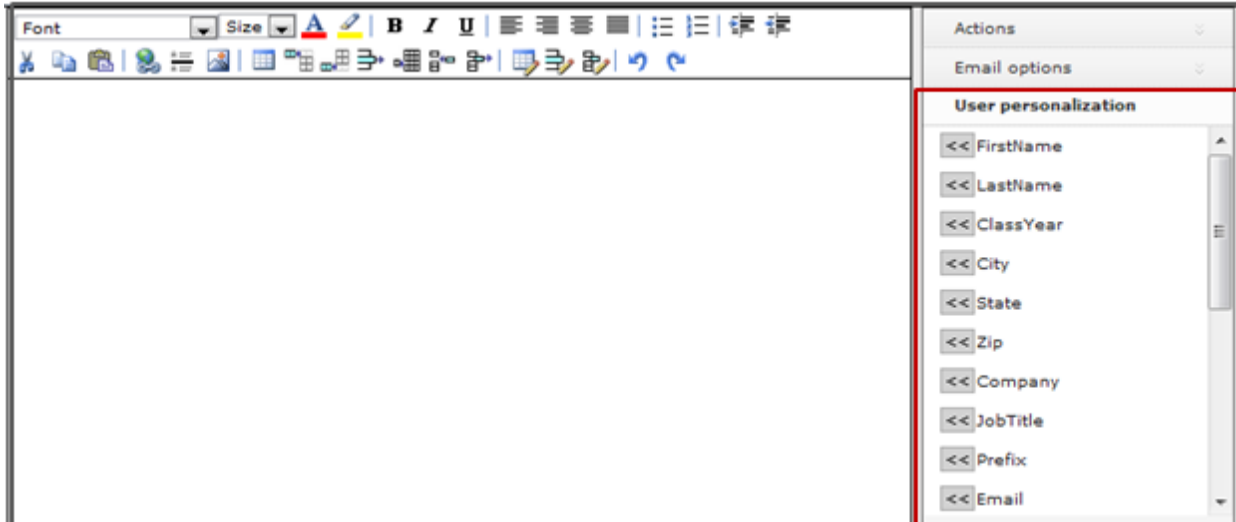 Font Size A B I U
Actions
Email options
User personalization
<< FirstName
<< LastName
<< ClassYear
<< City
<< State
<< Zip
<< Company
<< JobTitle
<< Prefix
<< Email